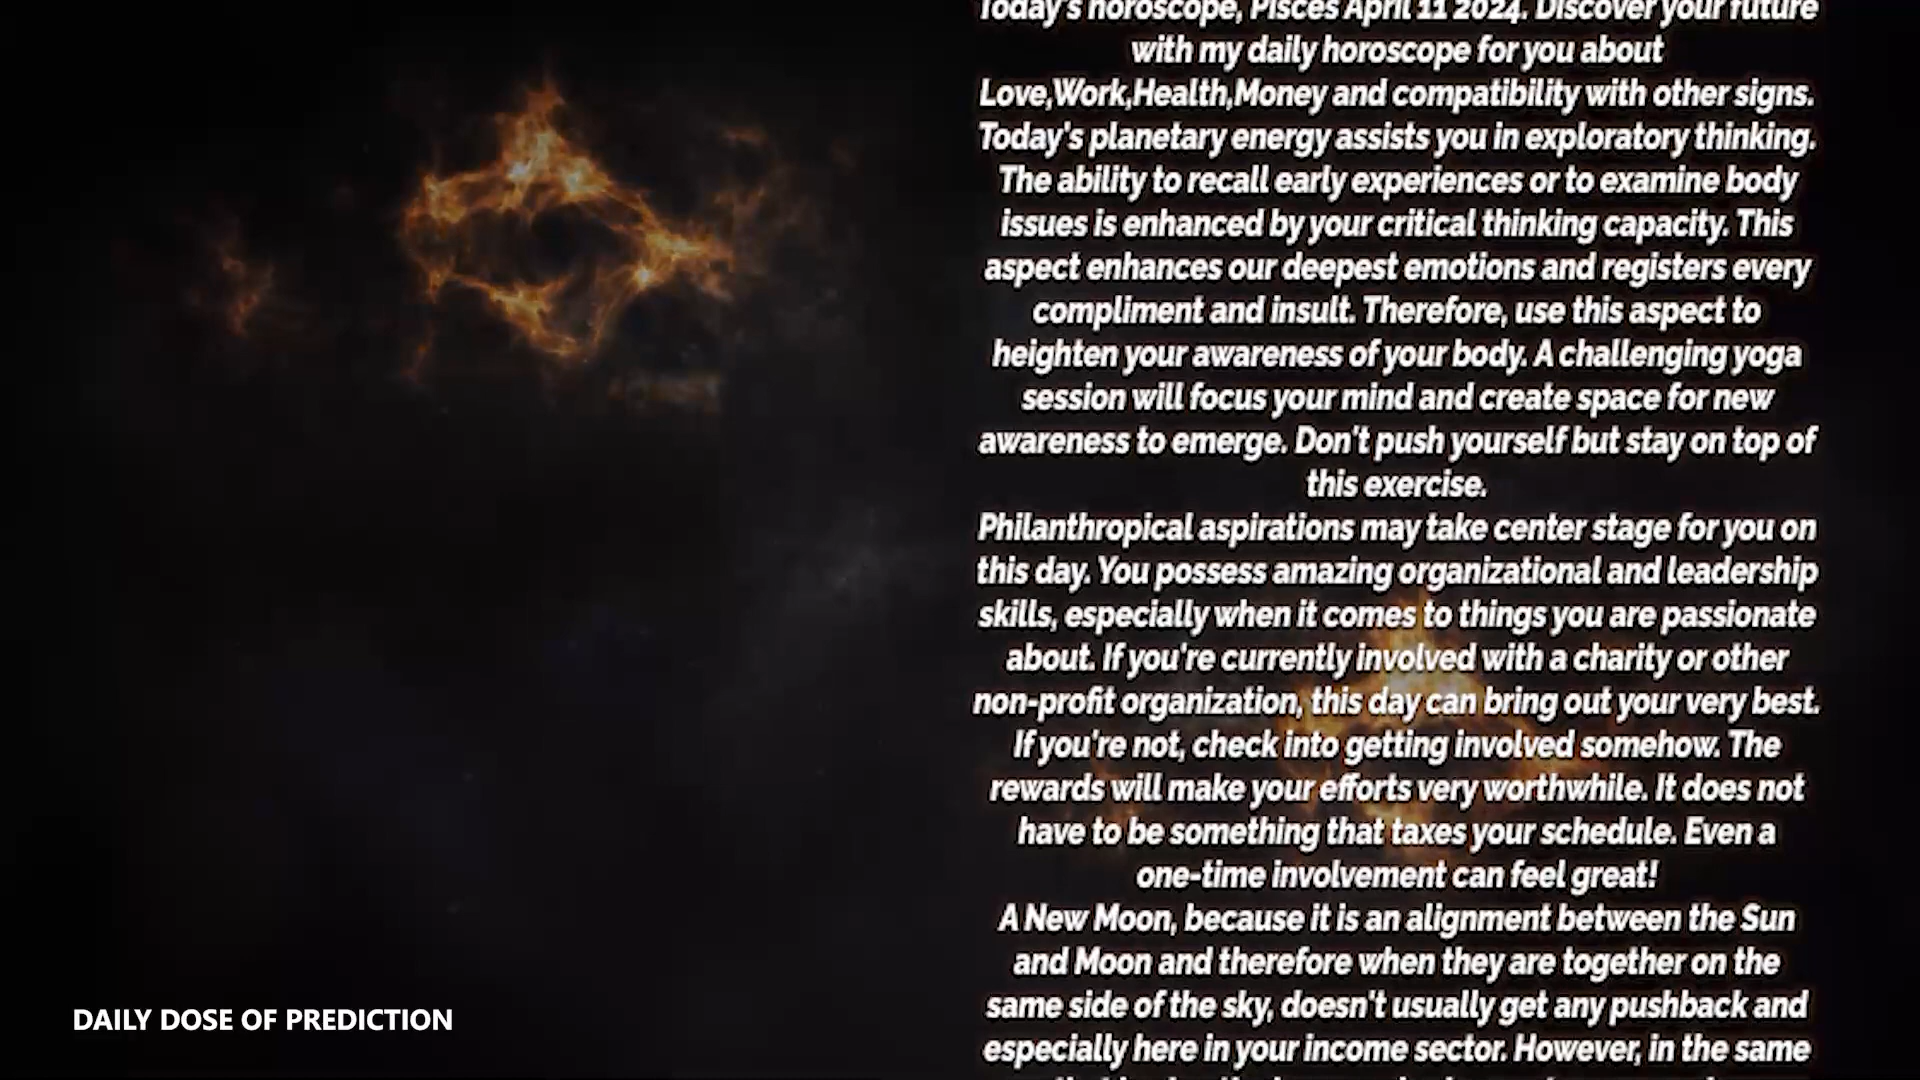 Today's horoscope, Pisces April 11 2024. Discover your future
with my daily horoscope for you about
Love,Work,Health,Money and compatibility with other signs.
Today's planetary energy assists you in exploratory thinking.
The ability to recall early experiences or to examine body
issues is enhanced by your critical thinking capacity. This
aspect enhances our deepest emotions and registers every
compliment and insult. Therefore, use this aspect to
heighten your awareness of your body. A challenging yoga
session will focus your mind and create space for new
awareness to emerge. Don't push yourself but stay on top of
this exercise.
Philanthropical aspirations may take center stage for you on
this day. You possess amazing organizational and leadership
skills, especially when it comes to things you are passionate
about. If you're currently involved with a charity or other
non-profit organization, this day can bring out your very best.
If you're not, check into getting involved somehow. The
rewards will make your efforts very worthwhile. It does not
have to be something that taxes your schedule. Even a
one-time involvement can feel great!
A New Moon, because it is an alignment between the Sun
and Moon and therefore when they are together on the
same side of the sky, doesn't usually get any pushback and
especially here in your income sector. However, in the same
DAILY DOSE OF PREDICTION